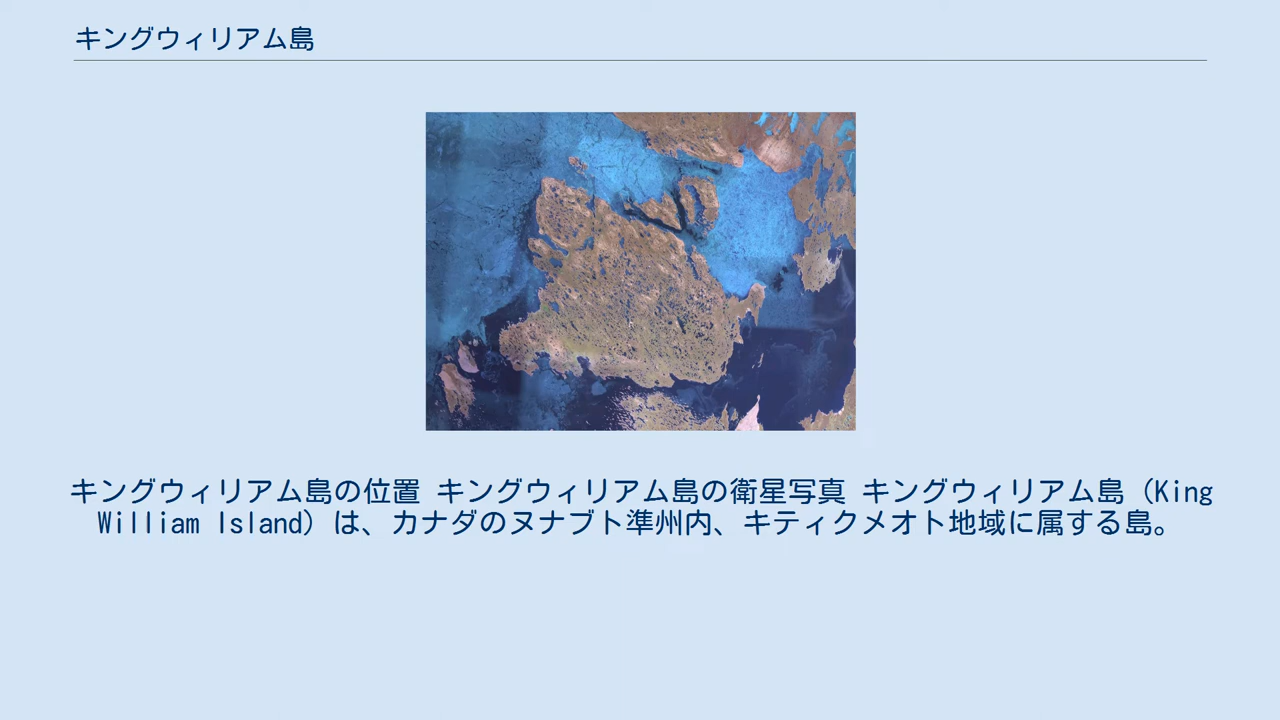 キングウィリアム島
キングウィリアム島の位置 キングウィリアム島の衛星写真 キングウィリアム島（King
William Island）は、カナダのヌナブト準州内、キティクメオト地域に属する島。